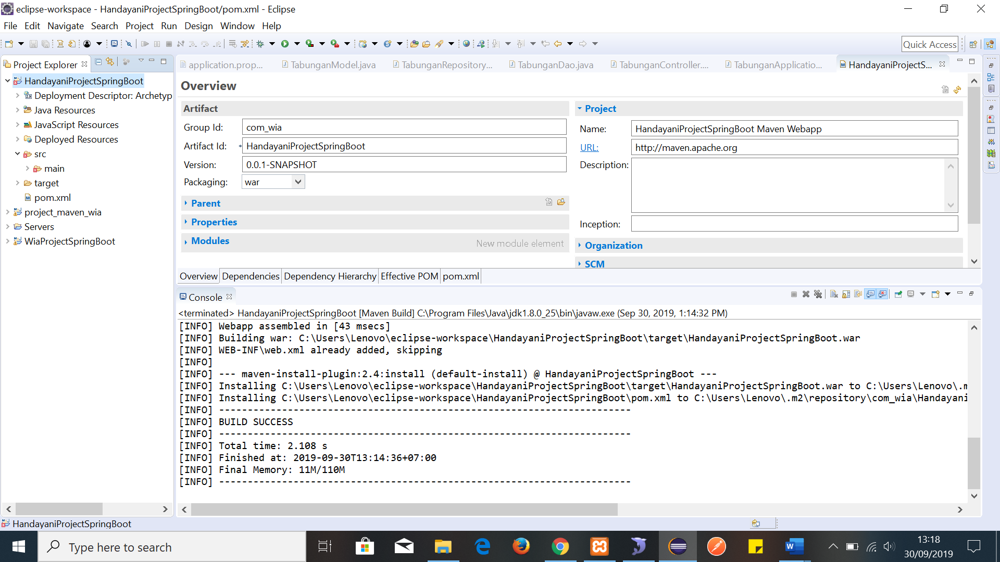 eclipse-workspace - HandayaniProjectSpringBoot/pom.xml - Eclipse
File Edit Navigate Search Project Run Design Window Help
Quick Access
Project Explorer
application.prop...
TabunganModel.java
TabunganRepository...
TabunganDao.java
TabunganController....
TabunganApplicatio...
HandayaniProjectS...
HandayaniProjectSpringBoot
Deployment Descriptor: Archetyp
Java Resources
JavaScript Resources
Deployed Resources
src
main
target
pom.xml
project_maven_wia
Servers
WiaProjectSpringBoot
Overview
Artifact
Group Id: com_wia
Artifact Id: * HandayaniProjectSpringBoot
Version: 0.0.1-SNAPSHOT
Packaging: war
Parent
Properties
Modules
New module element
Project
Name: HandayaniProjectSpringBoot Maven Webapp
URL: http://maven.apache.org
Description:
Inception:
Organization
SCM
Overview Dependencies Dependency Hierarchy Effective POM pom.xml
Console
<terminated> HandayaniProjectSpringBoot [Maven Build] C:\Program Files\Java\jdk1.8.0_25\bin\javaw.exe (Sep 30, 2019, 1:14:32 PM)
[INFO] Webapp assembled in [43 msecs]
[INFO] Building war: C:\Users\Lenovo\eclipse-workspace\HandayaniProjectSpringBoot\target\HandayaniProjectSpringBoot.war
[INFO] WEB-INF\web.xml already added, skipping
[INFO]
[INFO] --- maven-install-plugin:2.4:install (default-install) @ HandayaniProjectSpringBoot ---
[INFO] Installing C:\Users\Lenovo\eclipse-workspace\HandayaniProjectSpringBoot\target\HandayaniProjectSpringBoot.war to C:\Users\Lenovo\.m
[INFO] Installing C:\Users\Lenovo\eclipse-workspace\HandayaniProjectSpringBoot\pom.xml to C:\Users\Lenovo\.m2\repository\com_wia\Handayani
[INFO] ------------------------------------------------------------------------
[INFO] BUILD SUCCESS
[INFO] ------------------------------------------------------------------------
[INFO] Total time: 2.108 s
[INFO] Finished at: 2019-09-30T13:14:36+07:00
[INFO] Final Memory: 11M/110M
[INFO] ------------------------------------------------------------------------
HandayaniProjectSpringBoot
Type here to search
13:18
30/09/2019